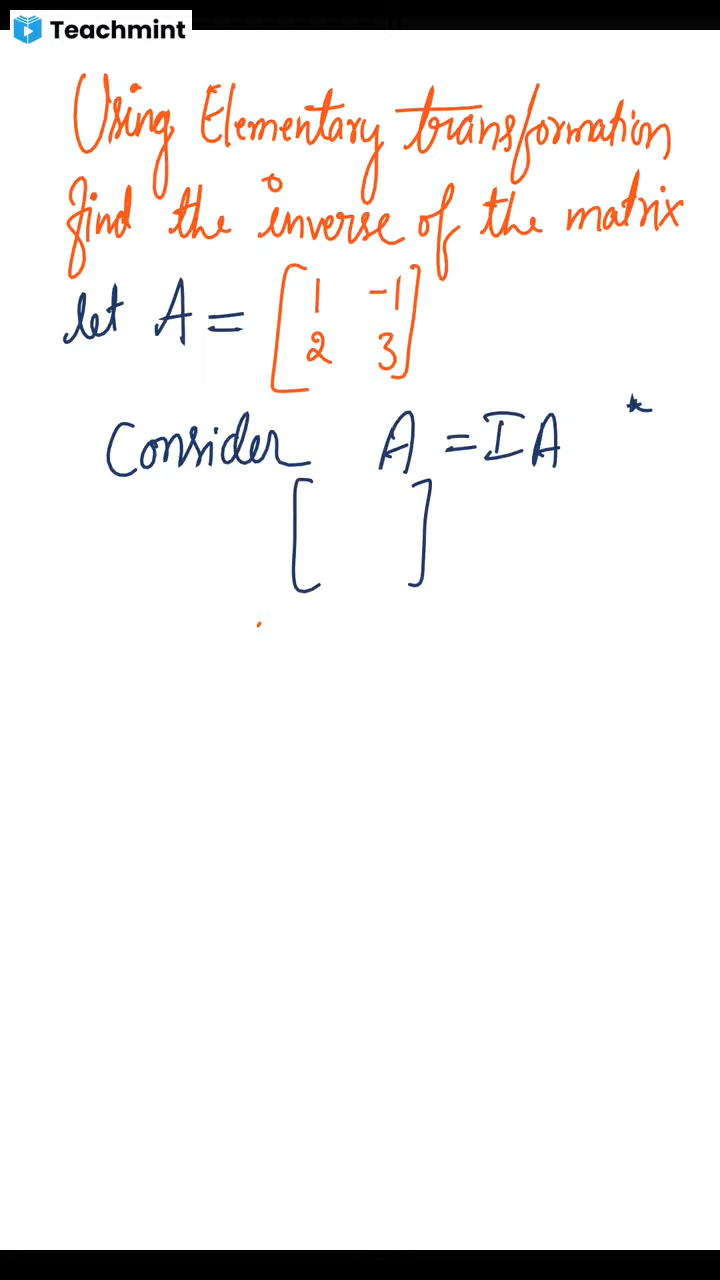 Teachmint
Using Elementary transformation
find the inverse of the matrix
let A = [1 -1
2 3]
Consider A = IA *
[ ]